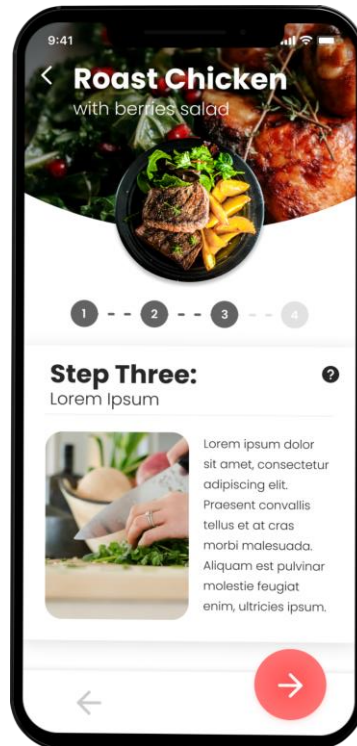 9:41
Roast Chicken
with berries salad
1 2 3 4
Step Three:
?
Lorem Ipsum
Lorem ipsum dolor
sit amet, consectetur
adipiscing elit.
Praesent convallis
tellus et at cras
morbi malesuada.
Aliquam est pulvinar
molestie feugiat
enim, ultricies ipsum.